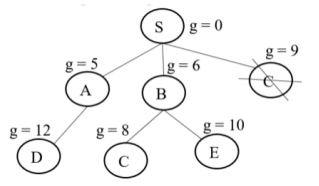 S g = 0
g = 9
g = 5
g = 6
A
B
C
g = 12
g = 8
g = 10
D
C
E